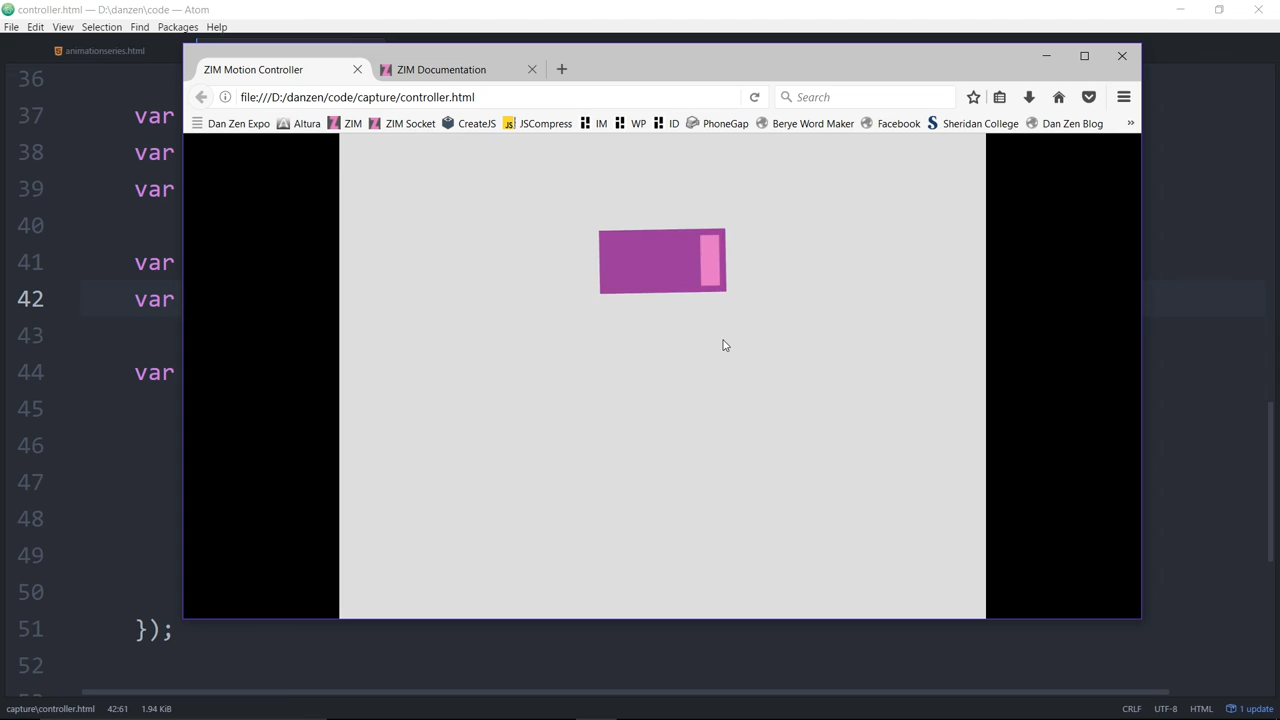 controller.html — D:\danzen\code — Atom
File Edit View Selection Find Packages Help
animationseries.html
ZIM Motion Controller
ZIM Documentation
file:///D:/danzen/code/capture/controller.html
Search
Dan Zen Expo Altura ZIM ZIM Socket CreateJS JSCompress IM WP ID PhoneGap Berye Word Maker Facebook Sheridan College Dan Zen Blog »
36
37 var
38 var
39 var
40
41 var
42 var
43
44 var
45
46
47
48
49
50
51 });
52
capture\controller.html 42:61 1.94 KiB CRLF UTF-8 HTML 1 update